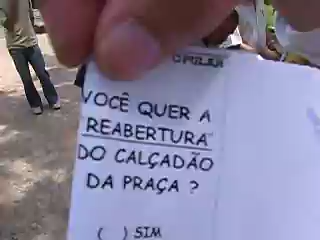 VOCÊ QUER A
"REABERTURA"
DO CALÇADÃO
DA PRAÇA ?
( ) SIM